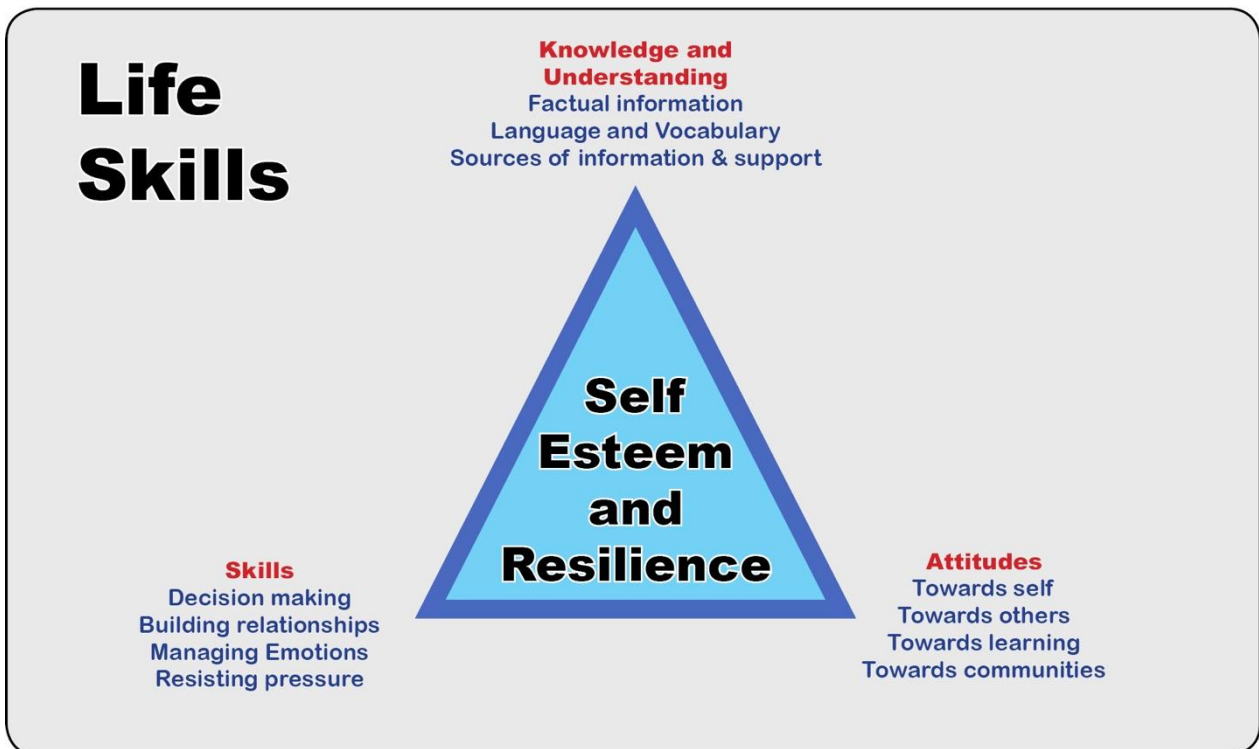 Life
Skills
Knowledge and
Understanding
Factual information
Language and Vocabulary
Sources of information & support
Self
Esteem
and
Resilience
Skills
Decision making
Building relationships
Managing Emotions
Resisting pressure
Attitudes
Towards self
Towards others
Towards learning
Towards communities